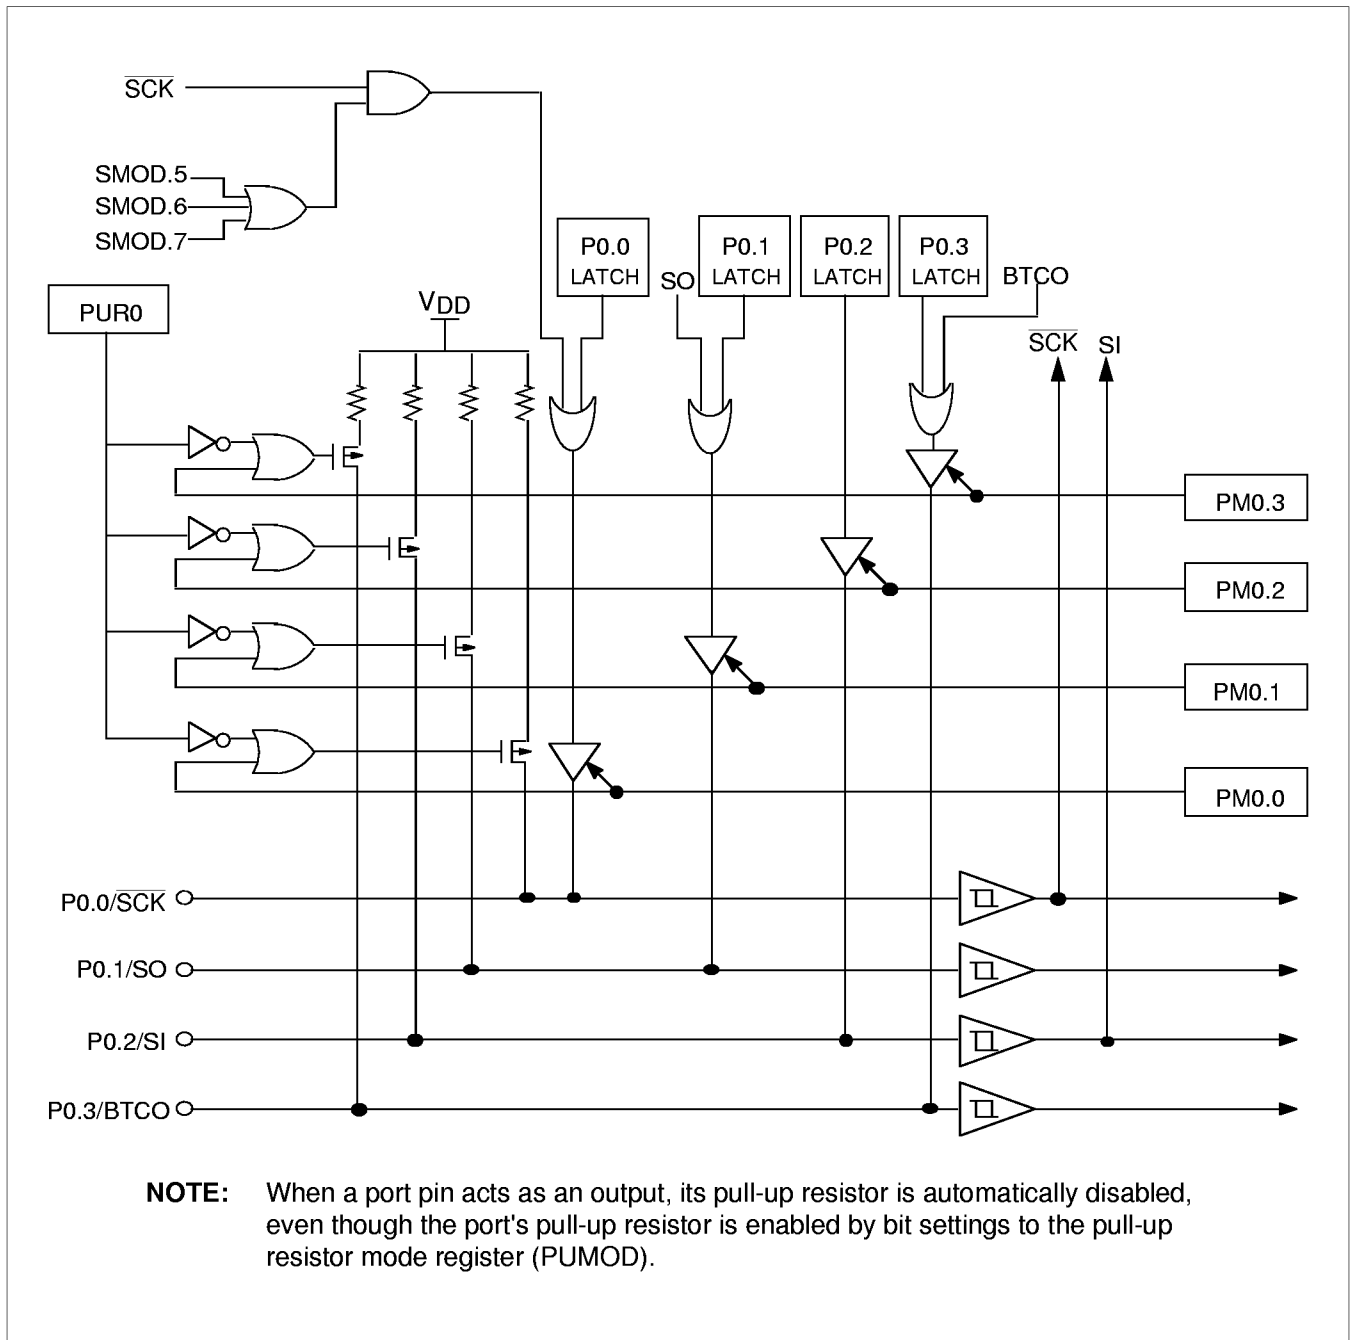 SCK
SMOD.5
SMOD.6
SMOD.7
P0.0
LATCH
SO
P0.1
LATCH
P0.2
LATCH
P0.3
LATCH
BTCO
PUR0
VDD
SCK
SI
PM0.3
PM0.2
PM0.1
PM0.0
P0.0/SCK
P0.1/SO
P0.2/SI
P0.3/BTCO
NOTE: When a port pin acts as an output, its pull-up resistor is automatically disabled,
even though the port's pull-up resistor is enabled by bit settings to the pull-up
resistor mode register (PUMOD).